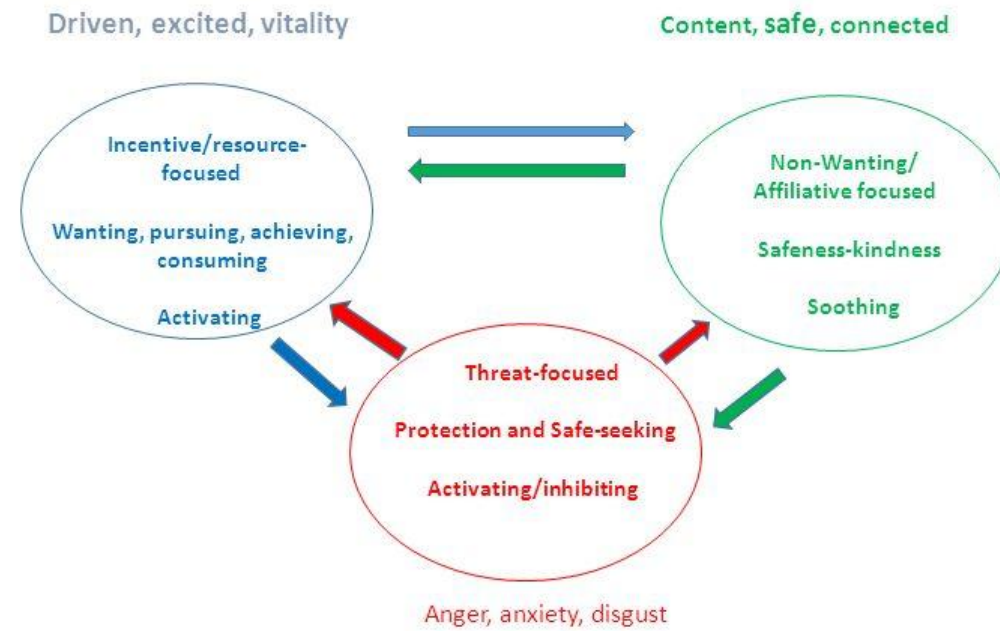 Driven, excited, vitality
Content, safe, connected
Incentive/resource-
focused
Wanting, pursuing, achieving,
consuming
Activating
Non-Wanting/
Affiliative focused
Safeness-kindness
Soothing
Threat-focused
Protection and Safe-seeking
Activating/inhibiting
Anger, anxiety, disgust